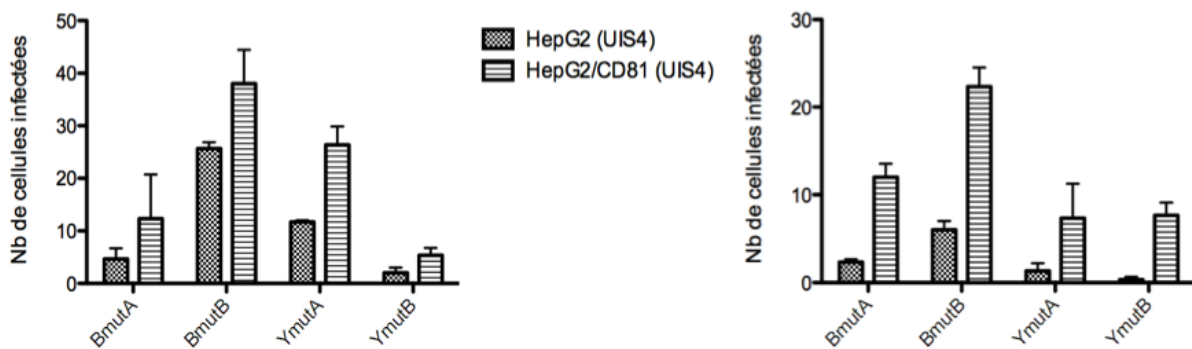 Nb de cellules infectées
50
40
30
20
10
0
BmutA
BmutB
YmutA
YmutB
HepG2 (UIS4)
HepG2/CD81 (UIS4)
Nb de cellules infectées
30
20
10
0
BmutA
BmutB
YmutA
YmutB